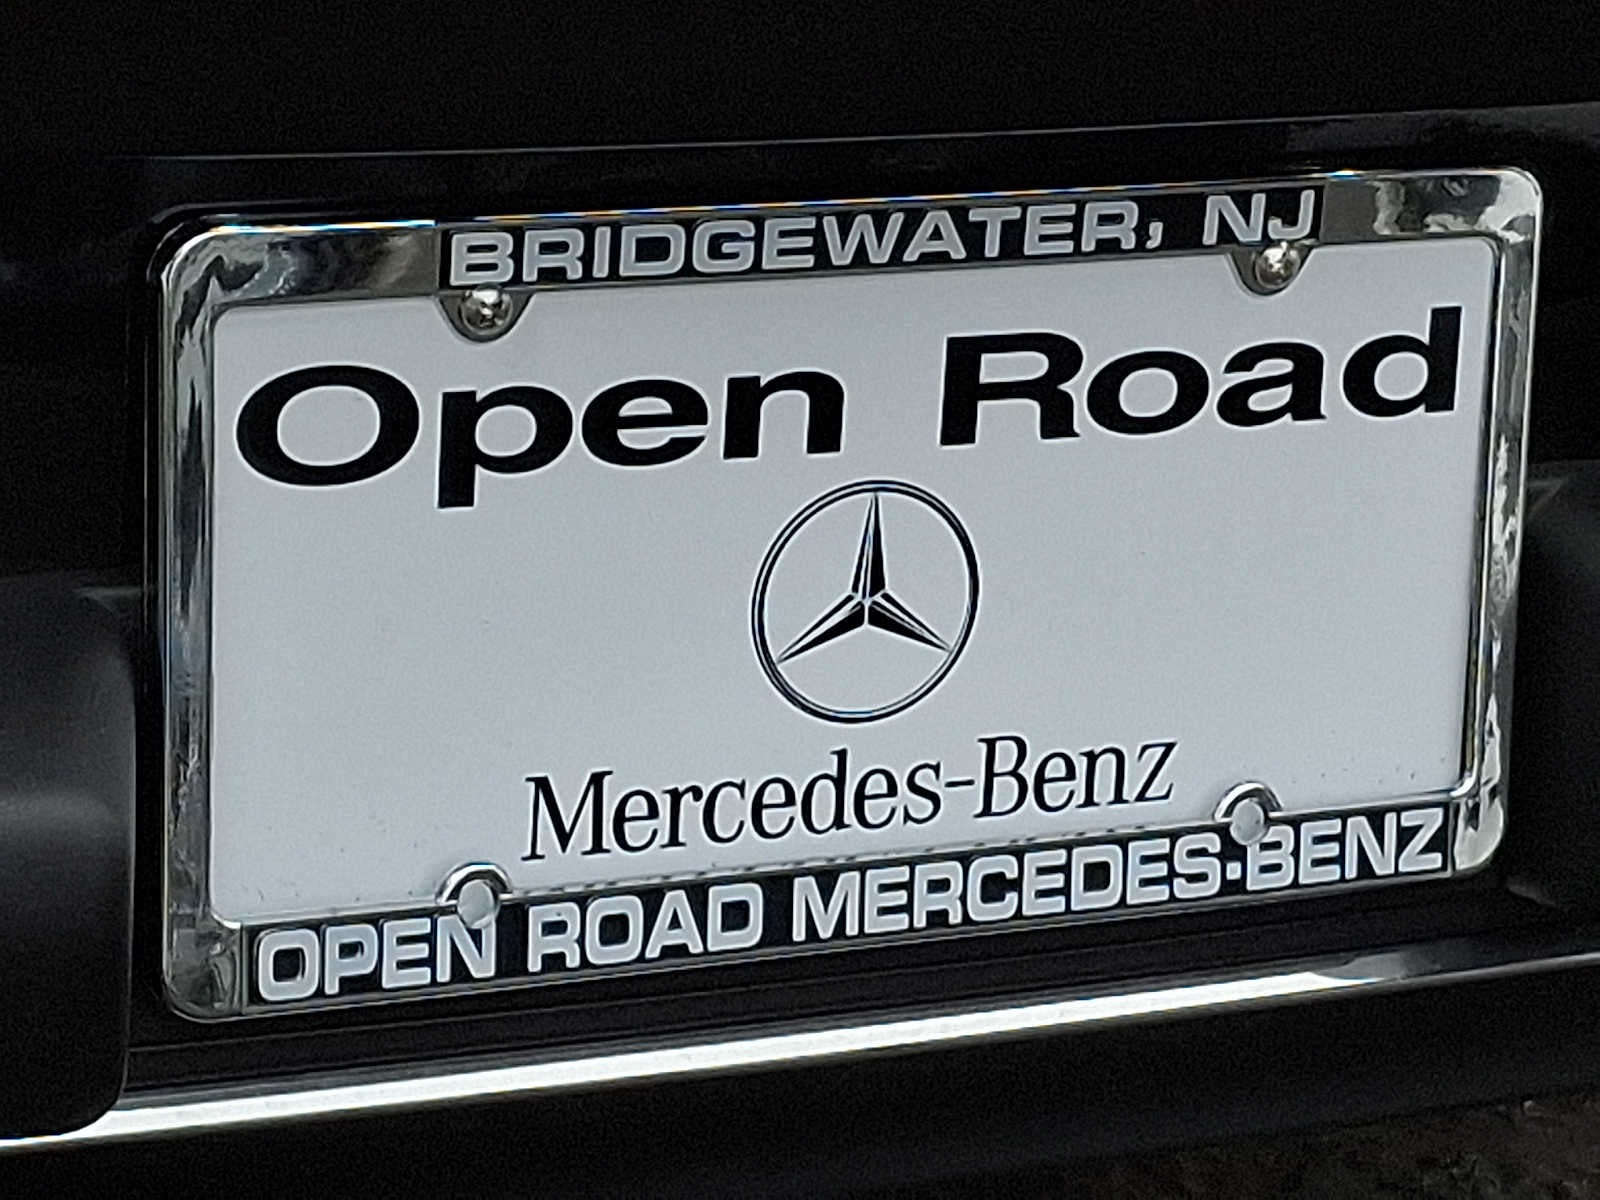 BRIDGEWATER, NJ
Open Road
Mercedes-Benz
OPEN ROAD MERCEDES-BENZ